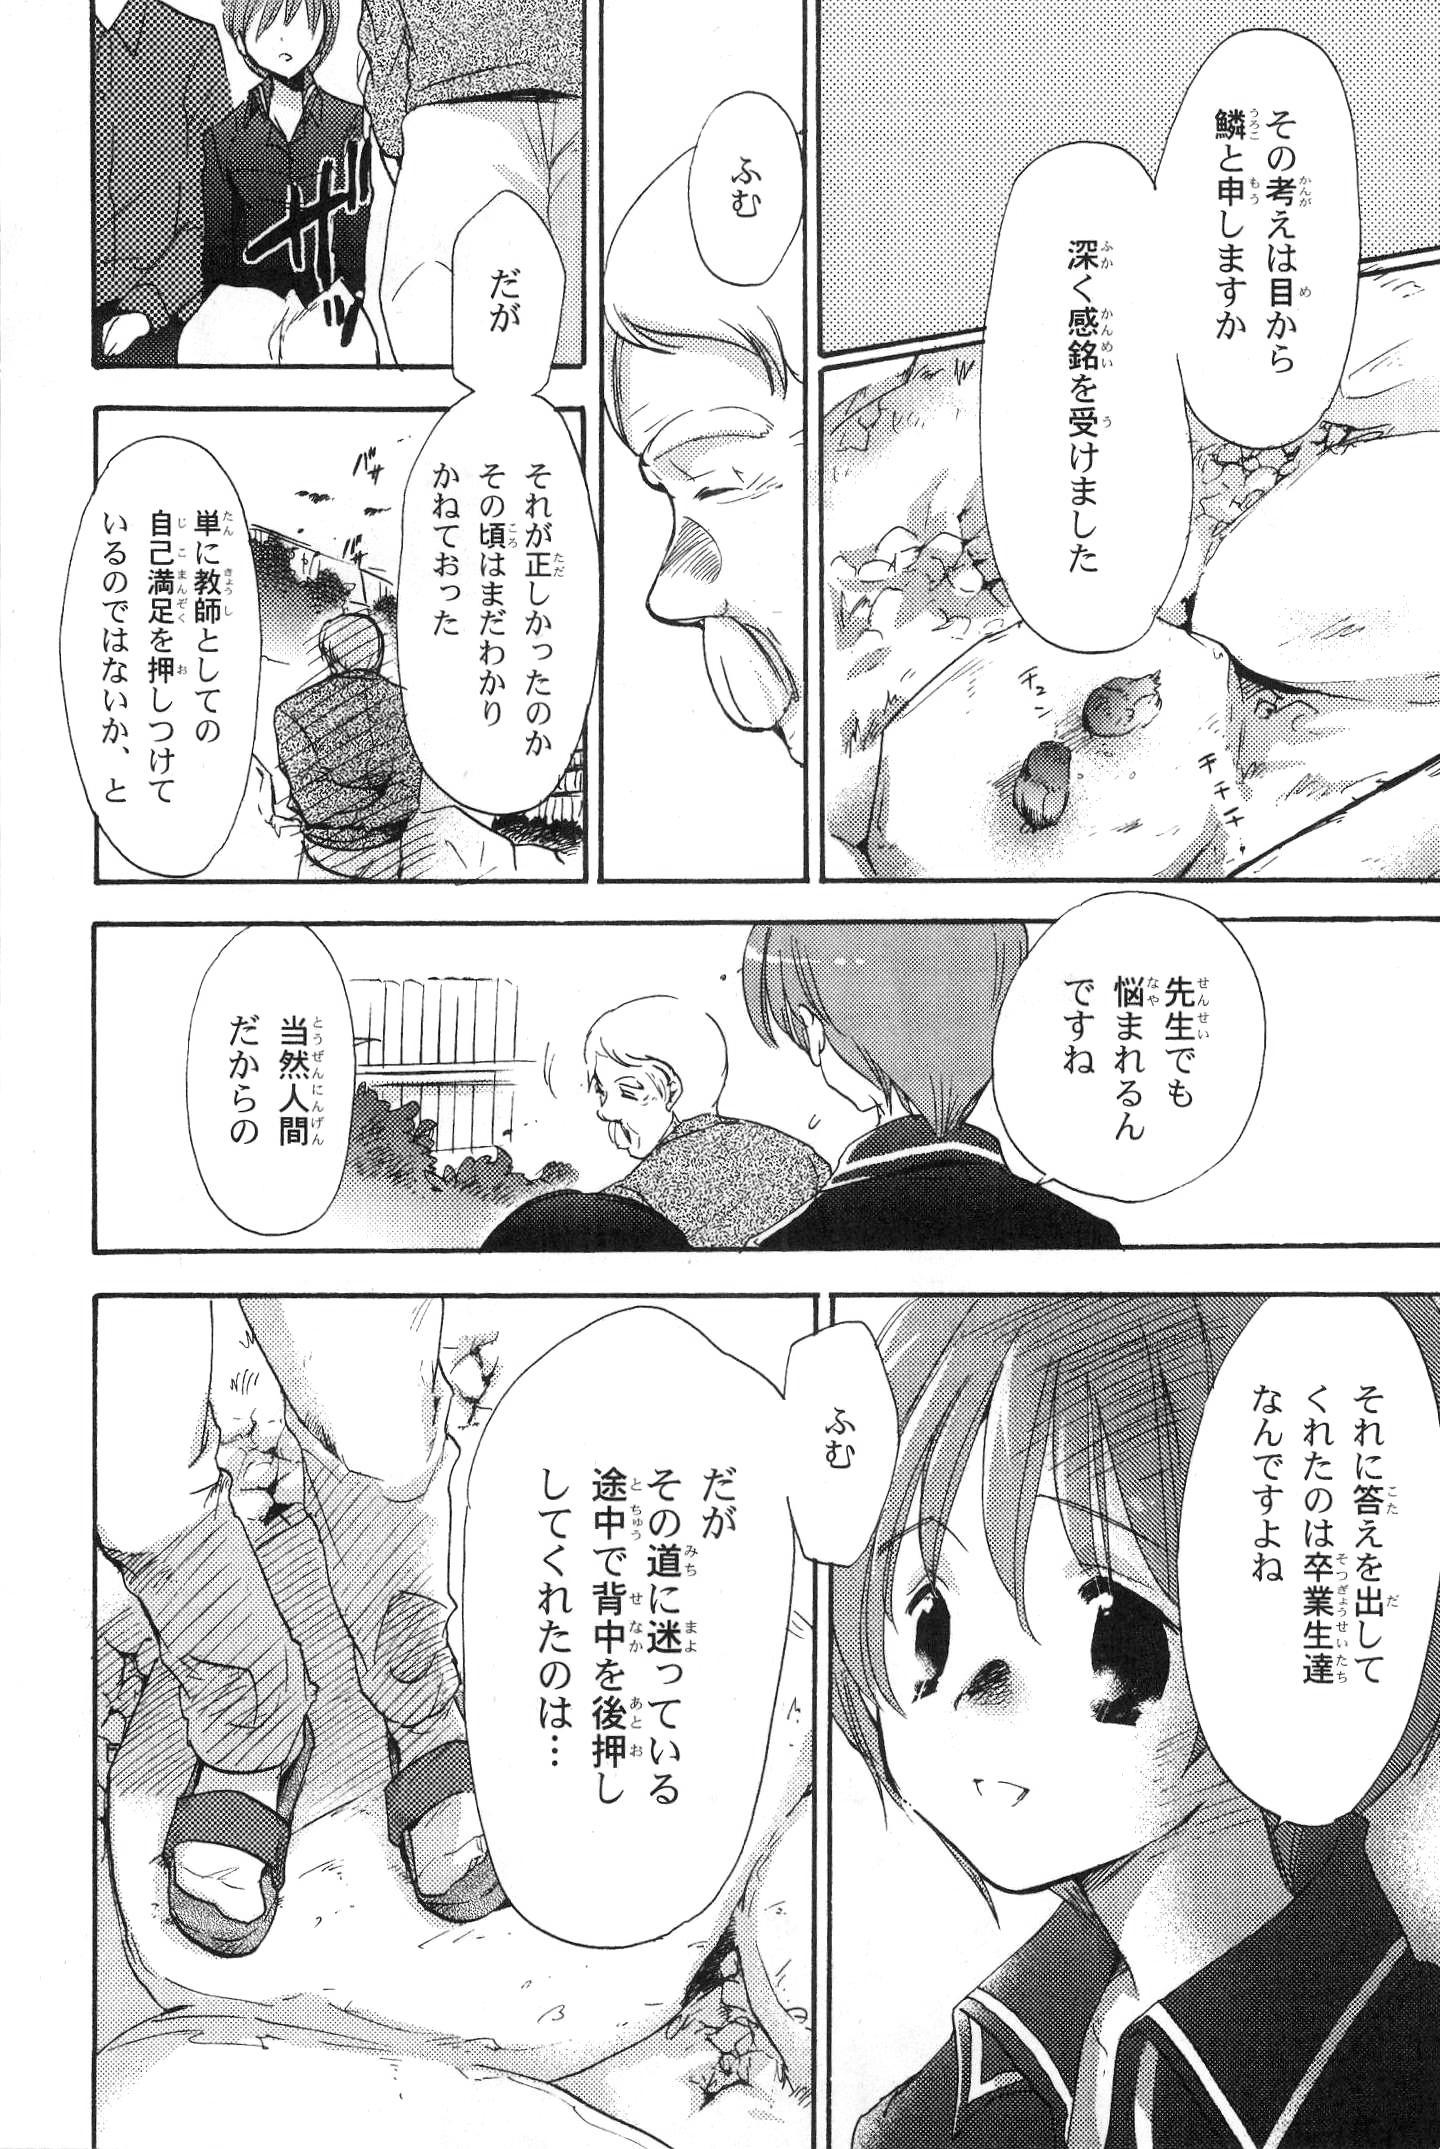 その考えは目から
鱗と申しますか
深く感銘を受けました
チュン
チチチ…
ふむ
ザザッ
だが
それが正しかったのか
その頃はまだわかり
かねておった
バサ
バサ
単に教師としての
自己満足を押しつけて
いるのではないか、と
先生でも
悩まれるん
ですね
当然人間
だからの
それに答えを出して
くれたのは卒業生達
なんですよね
ふむ
だが
その道に迷っている
途中で背中を後押し
してくれたのは…